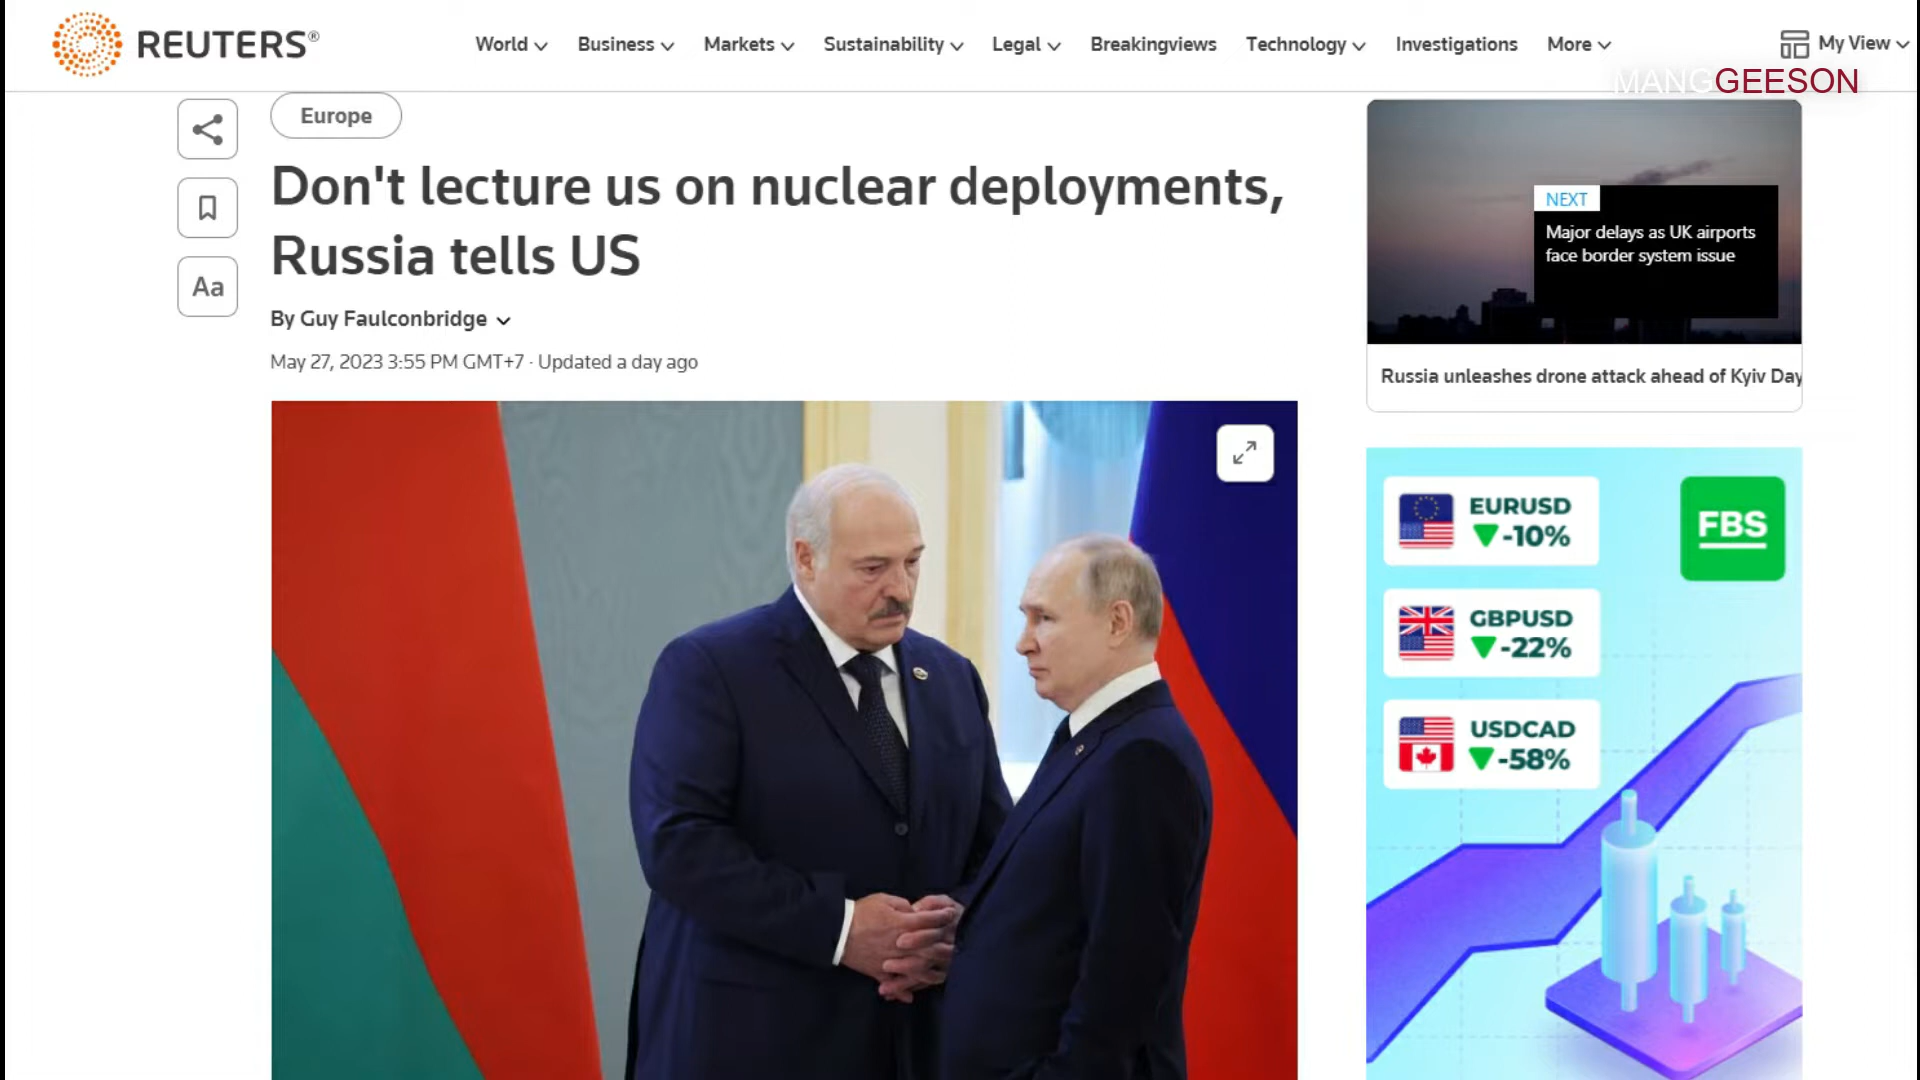 REUTERS®
World
Business
Markets
Sustainability
Legal
Breakingviews
Technology
Investigations
More
My View
MANGGEESON
Europe
Don't lecture us on nuclear deployments,
Russia tells US
Aa
By Guy Faulconbridge
May 27, 2023 3:55 PM GMT+7 · Updated a day ago
NEXT
Major delays as UK airports
face border system issue
Russia unleashes drone attack ahead of Kyiv Day
EURUSD
-10%
FBS
GBPUSD
-22%
USDCAD
-58%